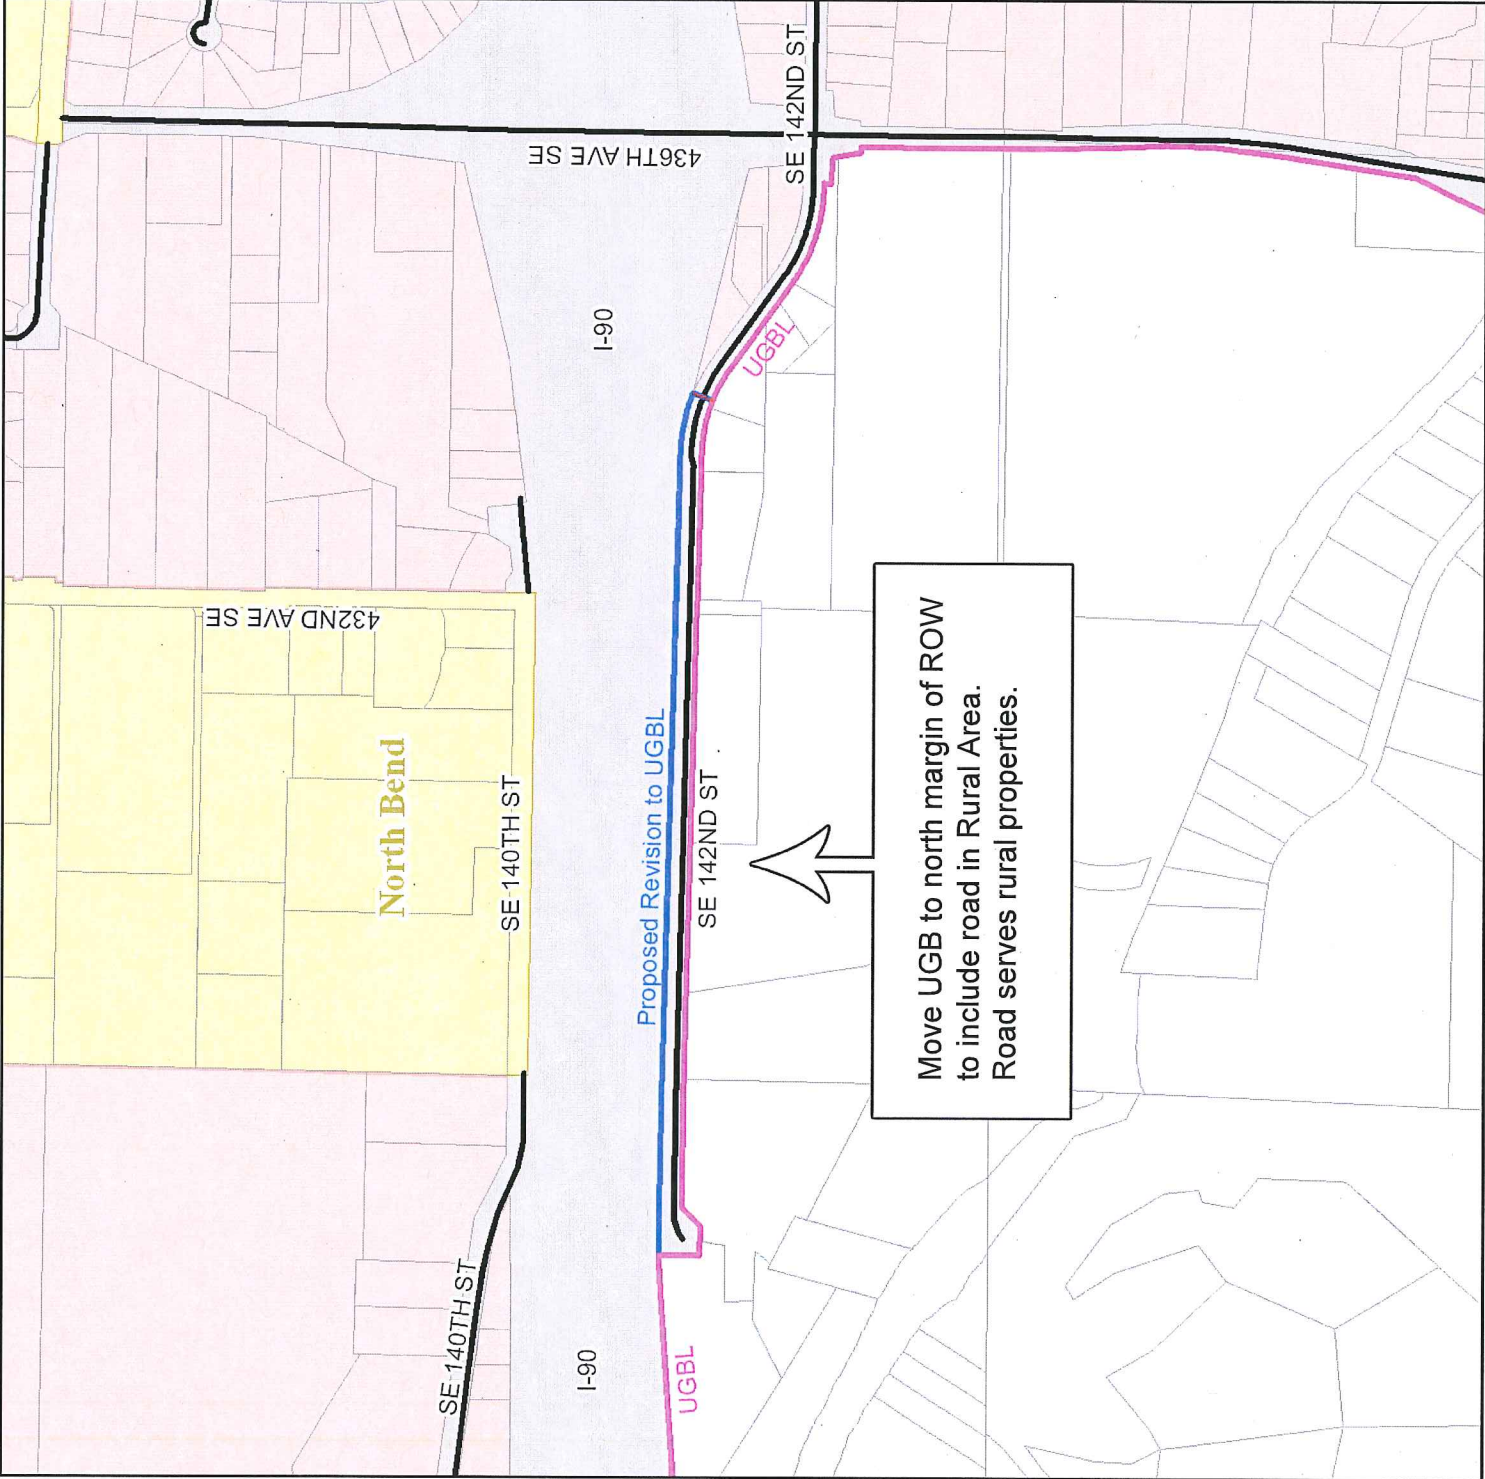 SE 140TH ST
I-90
UGBL
North Bend
SE 140TH ST
432ND AVE SE
Proposed Revision to UGBL
SE 142ND ST
Move UGB to north margin of ROW
to include road in Rural Area.
Road serves rural properties.
I-90
UGBL
436TH AVE SE
SE 142ND ST